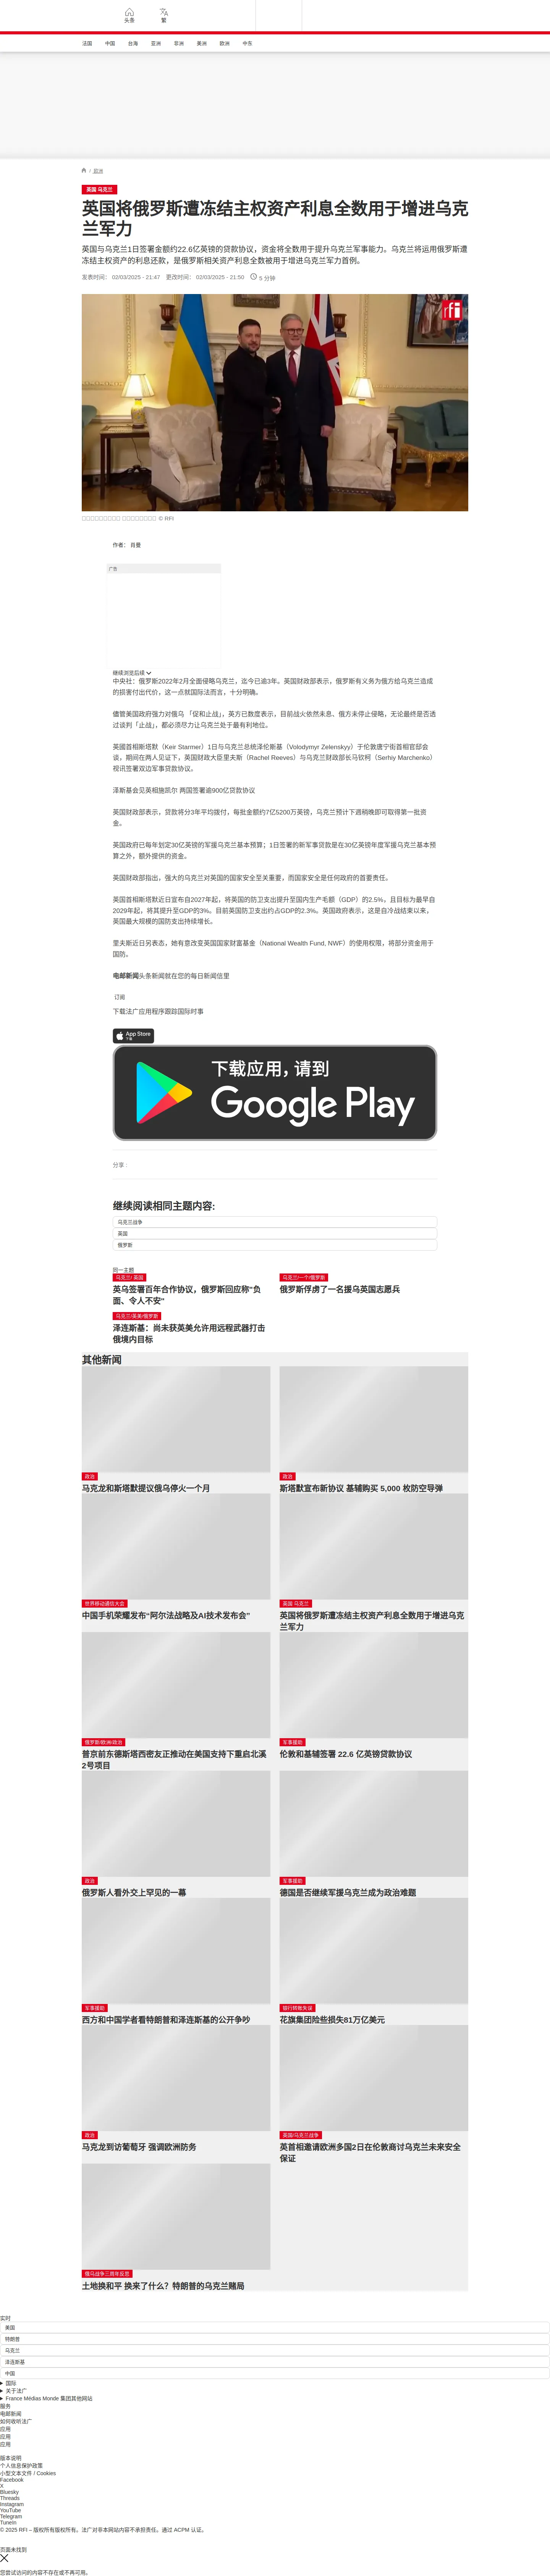 头条
繁
法国
中国
台海
亚洲
非洲
美洲
欧洲
中东
/ 其他
英国 乌克兰
英国将俄罗斯遭冻结主权资产利息全数用于增进乌克
兰军力
英国与乌克兰1日签署金额约22.6亿英镑的贷款协议，资金将全数用于提升乌克兰军事能力。乌克兰将运用俄罗斯遭
冻结主权资产的利息还款，是俄罗斯相关资产利息全数被用于增进乌克兰军力首例。
发表时间： 02/03/2025 - 21:47 更改时间： 02/03/2025 - 21:50 5 分钟
rfi
© RFI
作者： 肖曼
广告
继续浏览后续
中央社：俄罗斯2022年2月全面侵略乌克兰，迄今已逾3年。英国财政部表示，俄罗斯有义务为俄方给乌克兰造成
的损害付出代价，这一点就国际法而言，十分明确。
儘管美国政府强力对俄乌 「促和止战」，英方已数度表示，目前战火依然未息、俄方未停止侵略，无论最终是否透
过谈判「止战」，都必须尽力让乌克兰处于最有利地位。
英國首相斯塔默（Keir Starmer）1日与乌克兰总统泽伦斯基（Volodymyr Zelenskyy）于伦敦唐宁街首相官邸会
谈，期间在两人见证下，英国财政大臣里夫斯（Rachel Reeves）与乌克兰财政部长马钦柯（Serhiy Marchenko）
视讯签署双边军事贷款协议。
泽斯基会见英相施凯尔 两国签署逾900亿贷款协议
英国财政部表示，贷款将分3年平均拨付，每批金额约7亿5200万英镑，乌克兰预计下週稍晚即可取得第一批资
金。
英国政府已每年划定30亿英镑的军援乌克兰基本预算；1日签署的新军事贷款是在30亿英镑年度军援乌克兰基本预
算之外，额外提供的资金。
英国财政部指出，强大的乌克兰对英国的国家安全至关重要，而国家安全是任何政府的首要责任。
英国首相斯塔默近日宣布自2027年起，将英国的防卫支出提升至国内生产毛额（GDP）的2.5%，且目标为最早自
2029年起，将其提升至GDP的3%。目前英国防卫支出约占GDP的2.3%。英国政府表示，这是自冷战结束以来，
英国最大规模的国防支出持续增长。
里夫斯近日另表态，她有意改变英国国家财富基金（National Wealth Fund, NWF）的使用权限，将部分资金用于
国防。
电邮新闻头条新闻就在您的每日新闻信里
订阅
下载法广应用程序跟踪国际时事
App Store
下载
下载应用，请到
Google Play
分享 :
继续阅读相同主题内容:
乌克兰战争
英国
俄罗斯
同一主题
乌克兰/ 英国
英乌签署百年合作协议，俄罗斯回应称"负
面、令人不安"
乌克兰/一个/俄罗斯
俄罗斯俘虏了一名援乌英国志愿兵
乌克兰/英美/俄罗斯
泽连斯基：尚未获英美允许用远程武器打击
俄境内目标
其他新闻
政治
马克龙和斯塔默提议俄乌停火一个月
政治
斯塔默宣布新协议 基辅购买 5,000 枚防空导弹
世界移动通信大会
中国手机荣耀发布"阿尔法战略及AI技术发布会"
英国 乌克兰
英国将俄罗斯遭冻结主权资产利息全数用于增进乌克
兰军力
俄罗斯/欧洲/政治
普京前东德斯塔西密友正推动在美国支持下重启北溪
2号项目
军事援助
伦敦和基辅签署 22.6 亿英镑贷款协议
政治
俄罗斯人看外交上罕见的一幕
军事援助
德国是否继续军援乌克兰成为政治难题
军事援助
西方和中国学者看特朗普和泽连斯基的公开争吵
银行转账失误
花旗集团险些损失81万亿美元
政治
马克龙到访葡萄牙 强调欧洲防务
英国/乌克兰战争
英首相邀请欧洲多国2日在伦敦商讨乌克兰未来安全
保证
俄乌战争三周年反思
土地换和平 换来了什么？特朗普的乌克兰赌局
实时
美国
特朗普
乌克兰
泽连斯基
中国
国际
关于法广
France Médias Monde 集团其他网站
服务
电邮新闻
如何收听法广
应用
应用
应用
版本说明
个人信息保护政策
小型文本文件 / Cookies
Facebook
X
Bluesky
Threads
Instagram
YouTube
Telegram
TuneIn
© 2025 RFI – 版权所有版权所有。法广对非本网站内容不承担责任。通过 ACPM 认证。
页面未找到
您尝试访问的内容不存在或不再可用。